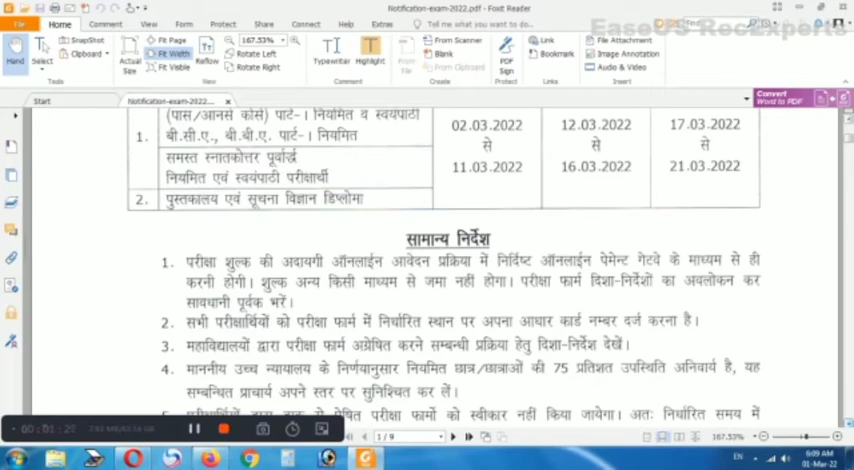 Notification-exam-2022.pdf - Foxit Reader
EaseUS RecExperts
File Home Comment View Form Protect Share Connect Help Extras Tell me what you want to do... Find
Hand
Select
SnapShot
Clipboard
Actual Size
Fit Page
Fit Width
Fit Visible
Reflow
167.53%
Rotate Left
Rotate Right
Typewriter
Highlight
From File
From Scanner
Blank
From Clipboard
PDF Sign
Link
Bookmark
File Attachment
Image Annotation
Audio & Video
Tools View Comment Create Protect Links Insert
Start Notification-exam-2022....
Convert Word to PDF
(पास/आनर्स कोर्स) पार्ट- I नियमित व स्वयंपाठी
1. बी.सी.ए., बी.बी.ए. पार्ट- I नियमित
समस्त स्नातकोत्तर पूर्वार्द्ध
नियमित एवं स्वयंपाठी परीक्षार्थी
02.03.2022 से 11.03.2022
12.03.2022 से 16.03.2022
17.03.2022 से 21.03.2022
2. पुस्तकालय एवं सूचना विज्ञान डिप्लोमा
सामान्य निर्देश
1. परीक्षा शुल्क की अदायगी ऑनलाईन आवेदन प्रक्रिया में निर्दिष्ट ऑनलाईन पेमेन्ट गेटवे के माध्यम से ही
करनी होगी। शुल्क अन्य किसी माध्यम से जमा नहीं होगा। परीक्षा फार्म दिशा-निर्देशों का अवलोकन कर
सावधानी पूर्वक भरें।
2. सभी परीक्षार्थियों को परीक्षा फार्म में निर्धारित स्थान पर अपना आधार कार्ड नम्बर दर्ज करना है।
3. महाविद्यालयों द्वारा परीक्षा फार्म अग्रेषित करने सम्बन्धी प्रक्रिया हेतु दिशा-निर्देश देखें।
4. माननीय उच्च न्यायालय के निर्णयानुसार नियमित छात्र/छात्राओं की 75 प्रतिशत उपस्थिति अनिवार्य है, यह
सम्बन्धित प्राचार्य अपने स्तर पर सुनिश्चित कर लें।
परीक्षा फार्मो को स्वीकार नहीं किया जायेगा। अतः निर्धारित समय में
1 / 9
167.53%
EN
6:09 AM
01-Mar-22